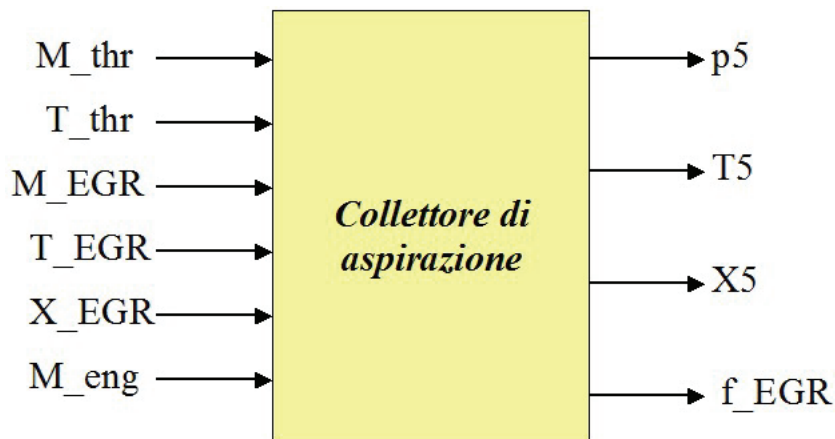 M_thr
T_thr
M_EGR
T_EGR
X_EGR
M_eng
Collettore di
aspirazione
p5
T5
X5
f_EGR